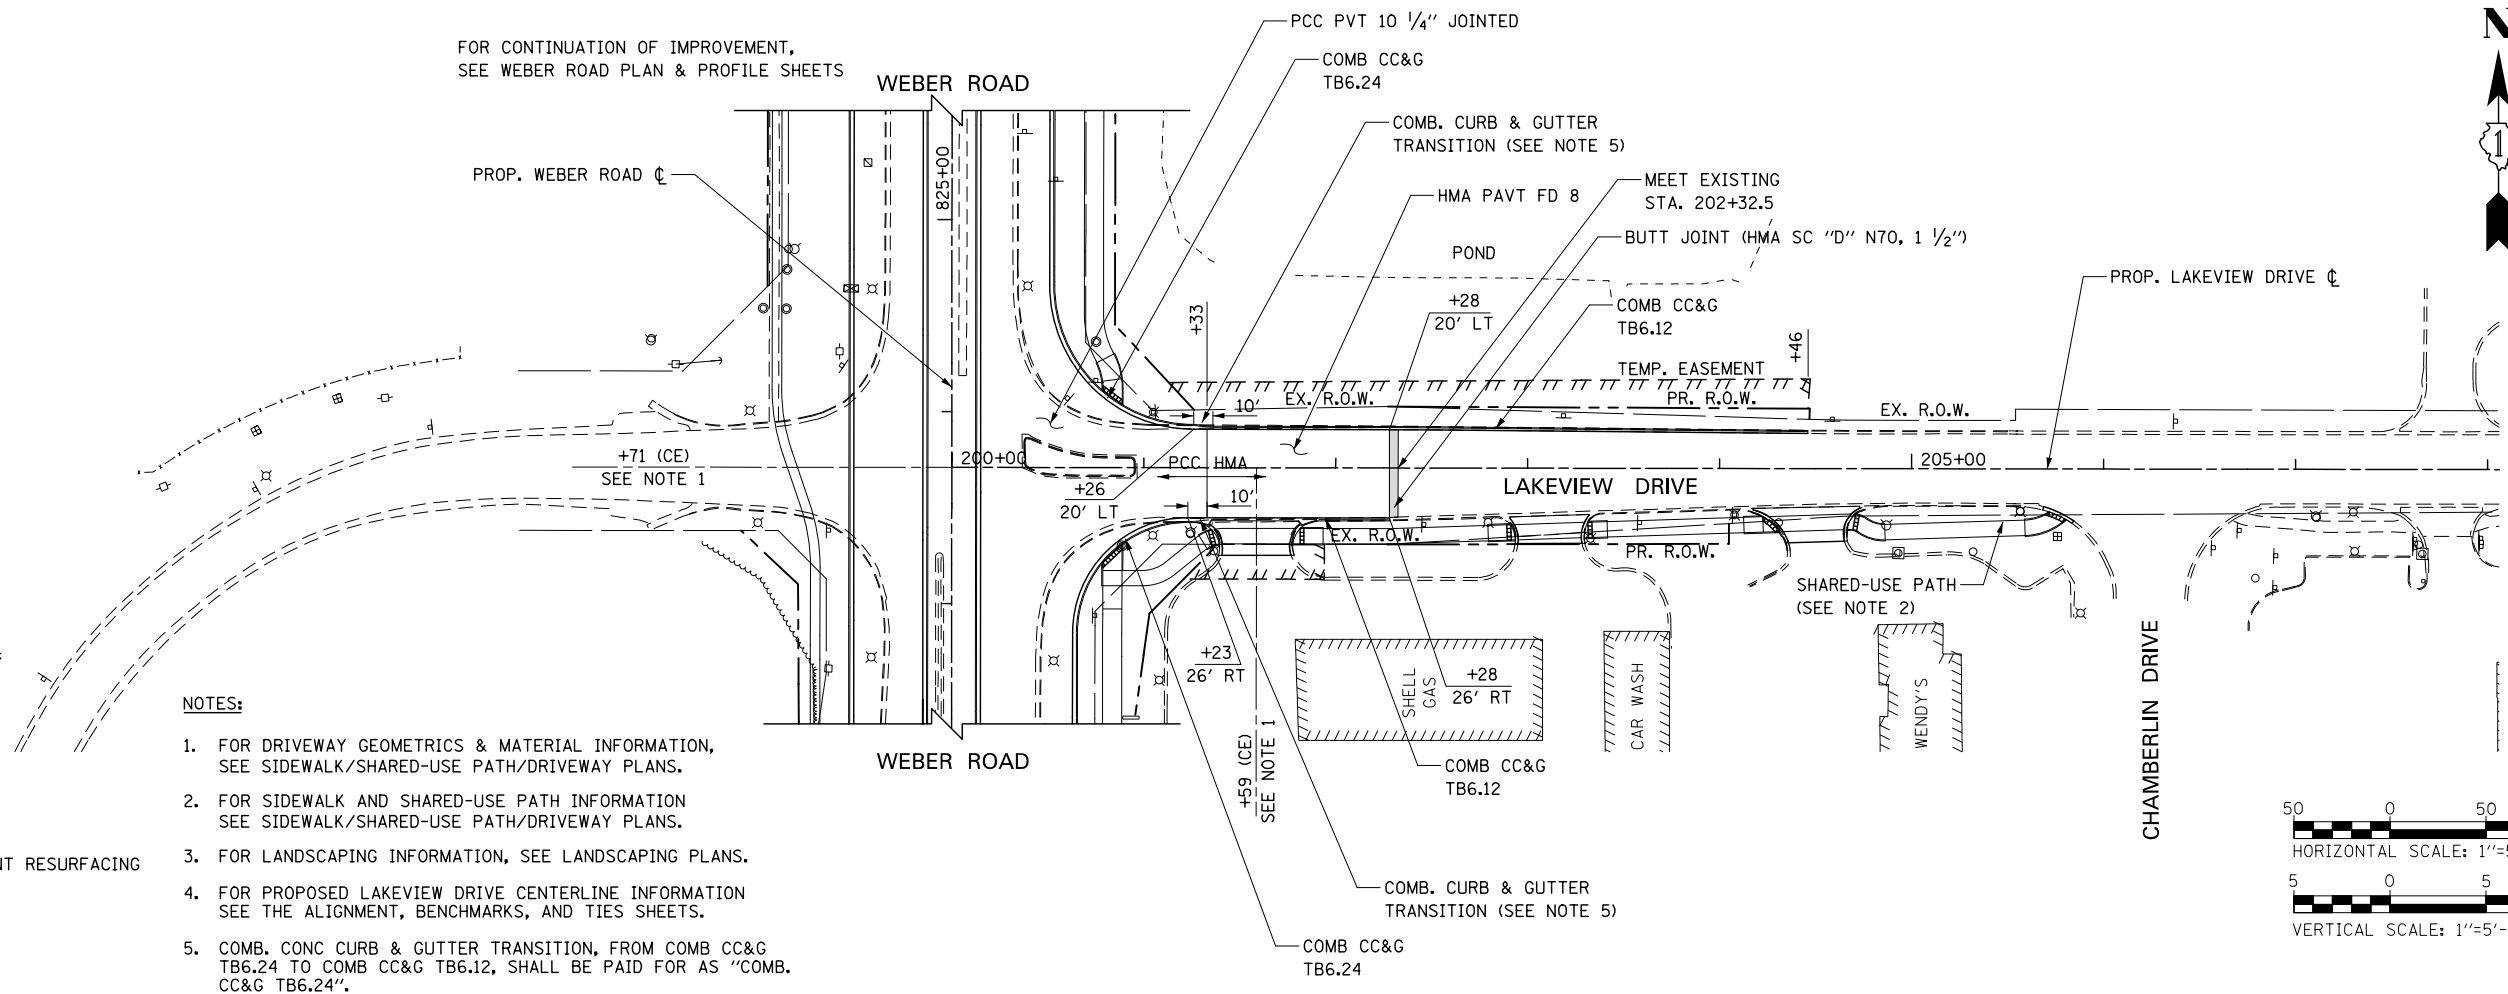 PCC PVT 10 1/4" JOINTED
FOR CONTINUATION OF IMPROVEMENT,
SEE WEBER ROAD PLAN & PROFILE SHEETS
WEBER ROAD
COMB CC&G
TB6.24
N
COMB. CURB & GUTTER
TRANSITION (SEE NOTE 5)
1
825+00
PROP. WEBER ROAD ℄
MEET EXISTING
STA. 202+32.5
HMA PAVT FD 8
BUTT JOINT (HMA SC "D" N70, 1 1/2")
POND
PROP. LAKEVIEW DRIVE ℄
+33
+28
20' LT
COMB CC&G
TB6.12
+46
TEMP. EASEMENT
10'
EX. R.O.W.
PR. R.O.W.
EX. R.O.W.
+71 (CE)
SEE NOTE 1
200+00
PCC HMA
205+00
+26
20' LT
10'
LAKEVIEW DRIVE
EX. R.O.W.
PR. R.O.W.
SHARED-USE PATH
(SEE NOTE 2)
+23
26' RT
+28
26' RT
SHELL
GAS
CAR WASH
WENDY'S
CHAMBERLIN DRIVE
+59 (CE)
SEE NOTE 1
WEBER ROAD
COMB CC&G
TB6.12
COMB. CURB & GUTTER
TRANSITION (SEE NOTE 5)
COMB CC&G
TB6.24
NOTES:
1. FOR DRIVEWAY GEOMETRICS & MATERIAL INFORMATION,
SEE SIDEWALK/SHARED-USE PATH/DRIVEWAY PLANS.
2. FOR SIDEWALK AND SHARED-USE PATH INFORMATION
SEE SIDEWALK/SHARED-USE PATH/DRIVEWAY PLANS.
NT RESURFACING
3. FOR LANDSCAPING INFORMATION, SEE LANDSCAPING PLANS.
4. FOR PROPOSED LAKEVIEW DRIVE CENTERLINE INFORMATION
SEE THE ALIGNMENT, BENCHMARKS, AND TIES SHEETS.
5. COMB. CONC CURB & GUTTER TRANSITION, FROM COMB CC&G
TB6.24 TO COMB CC&G TB6.12, SHALL BE PAID FOR AS "COMB.
CC&G TB6.24".
50 0 50
HORIZONTAL SCALE: 1"=5
5 0 5
VERTICAL SCALE: 1"=5'-